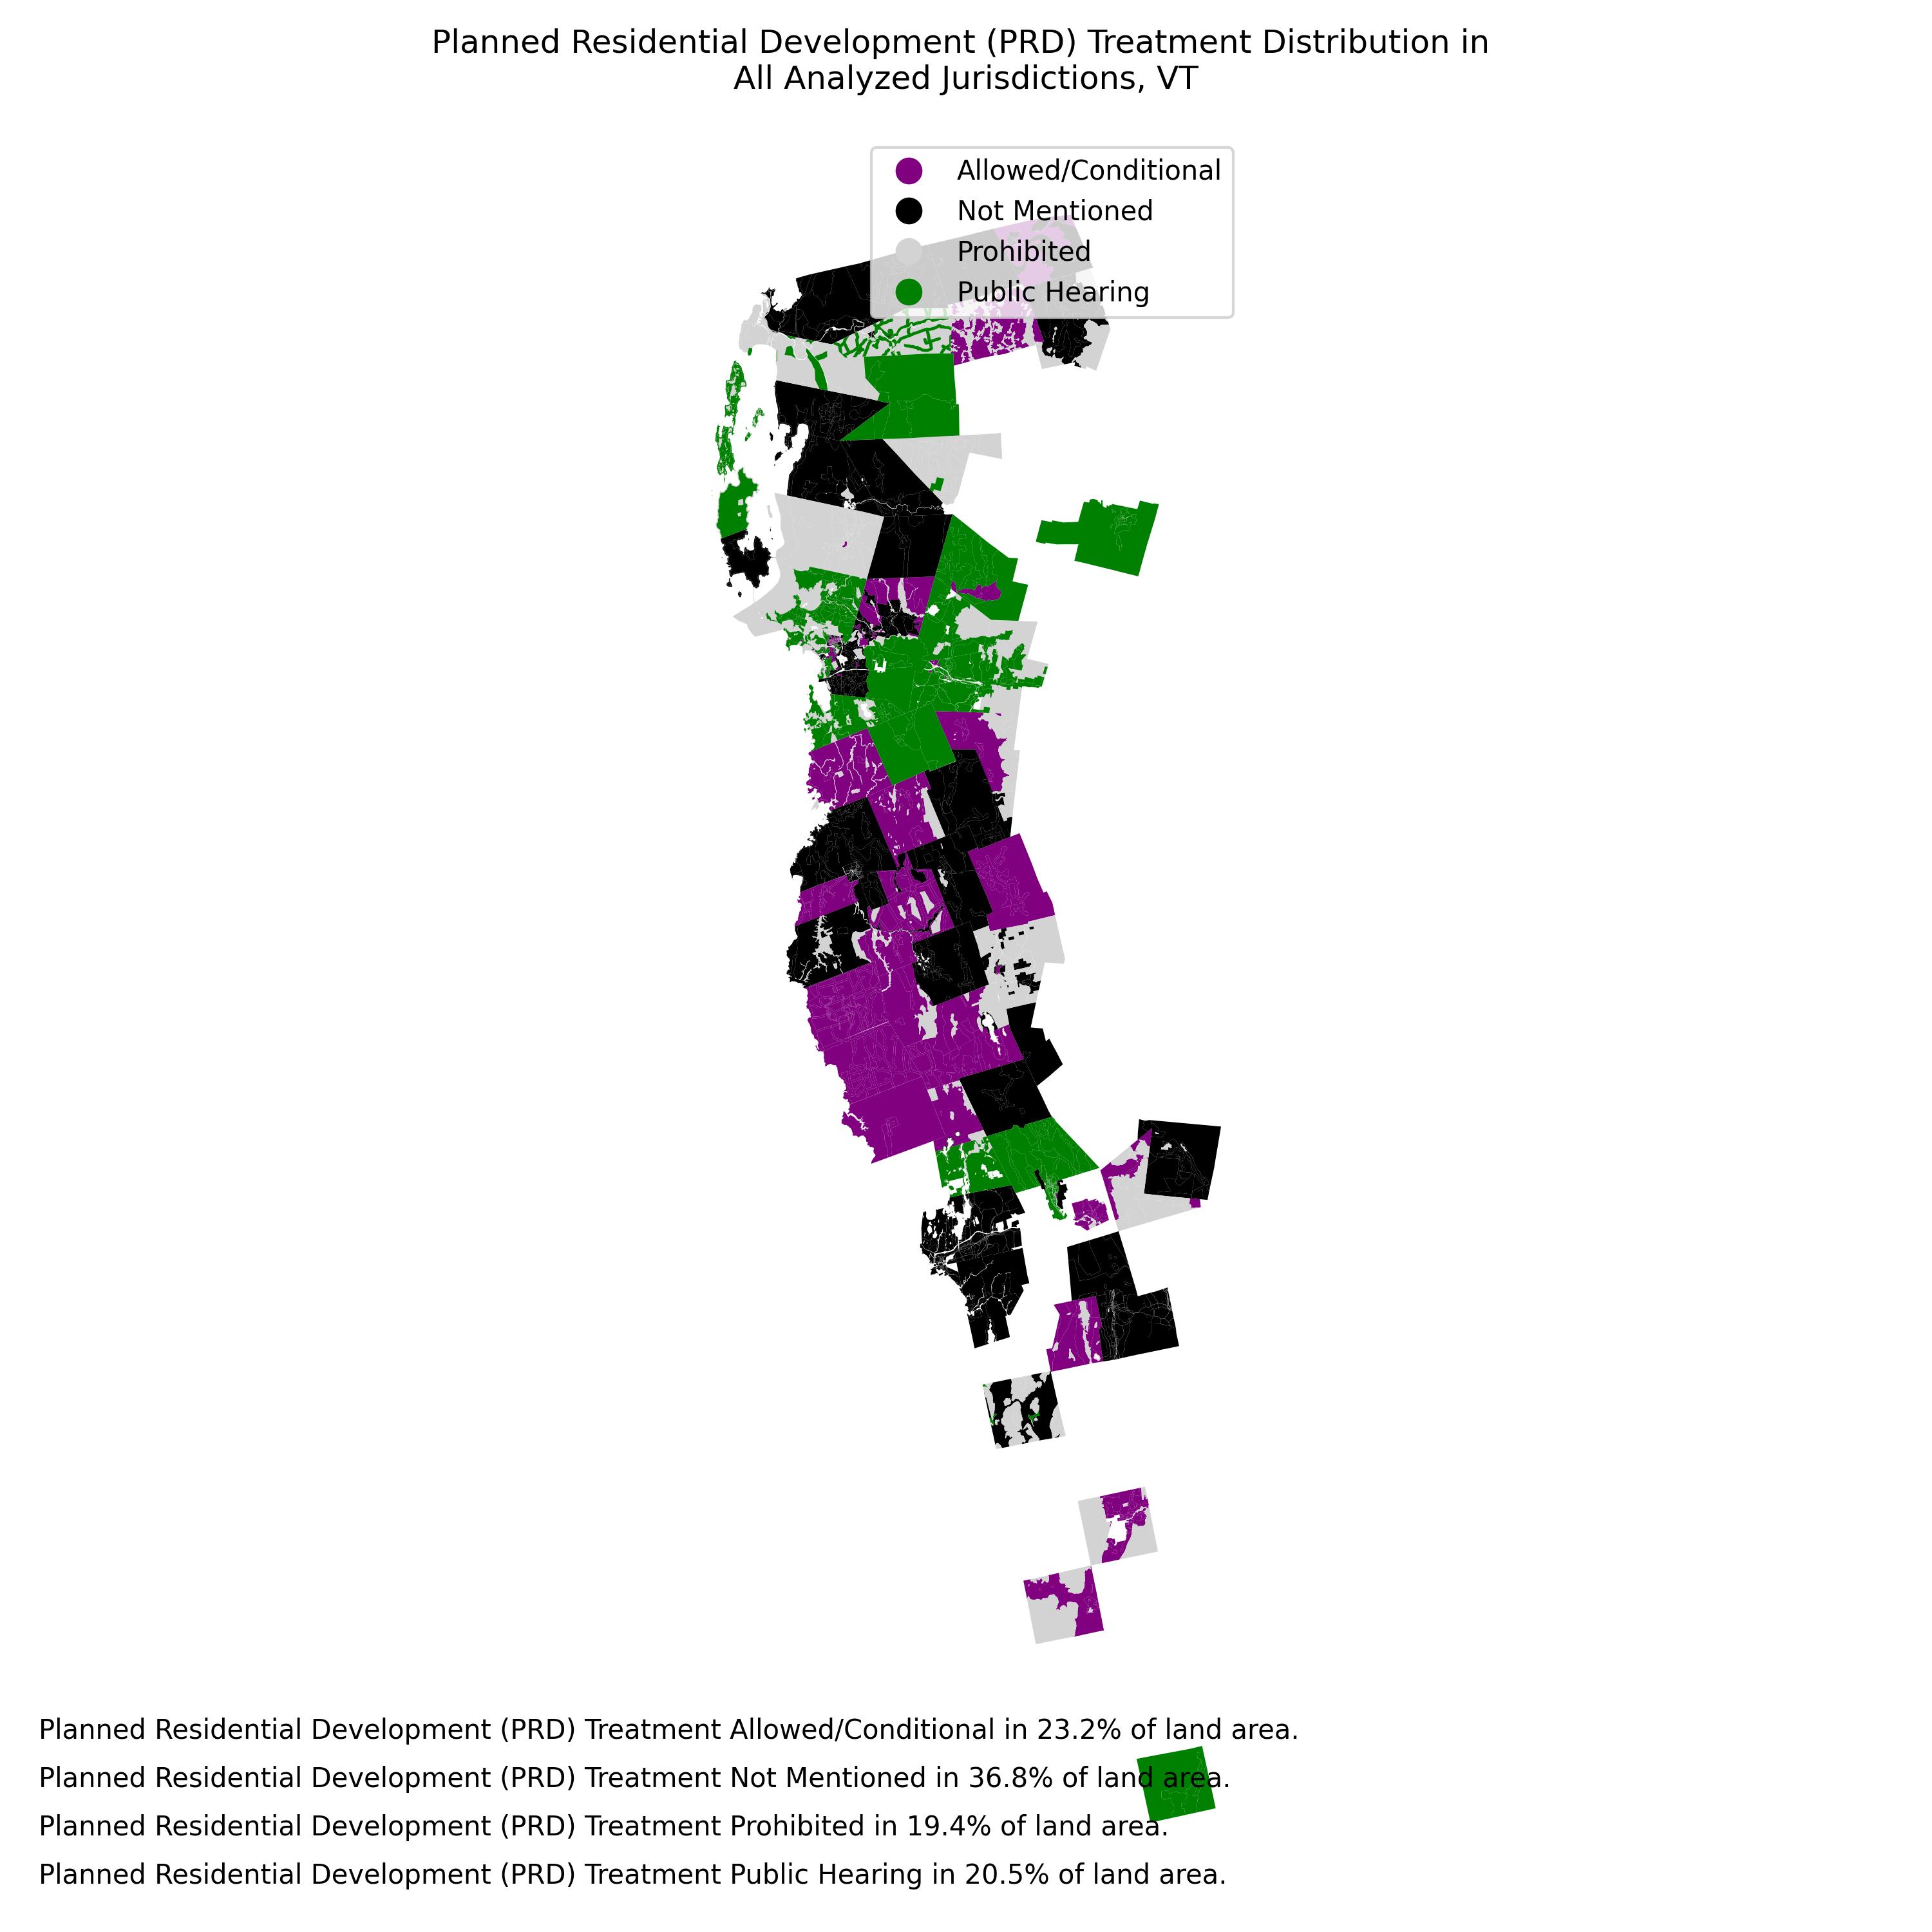 Planned Residential Development (PRD) Treatment Distribution in
All Analyzed Jurisdictions, VT
Allowed/Conditional
Not Mentioned
Prohibited
Public Hearing
Planned Residential Development (PRD) Treatment Allowed/Conditional in 23.2% of land area.
Planned Residential Development (PRD) Treatment Not Mentioned in 36.8% of land area.
Planned Residential Development (PRD) Treatment Prohibited in 19.4% of land area.
Planned Residential Development (PRD) Treatment Public Hearing in 20.5% of land area.